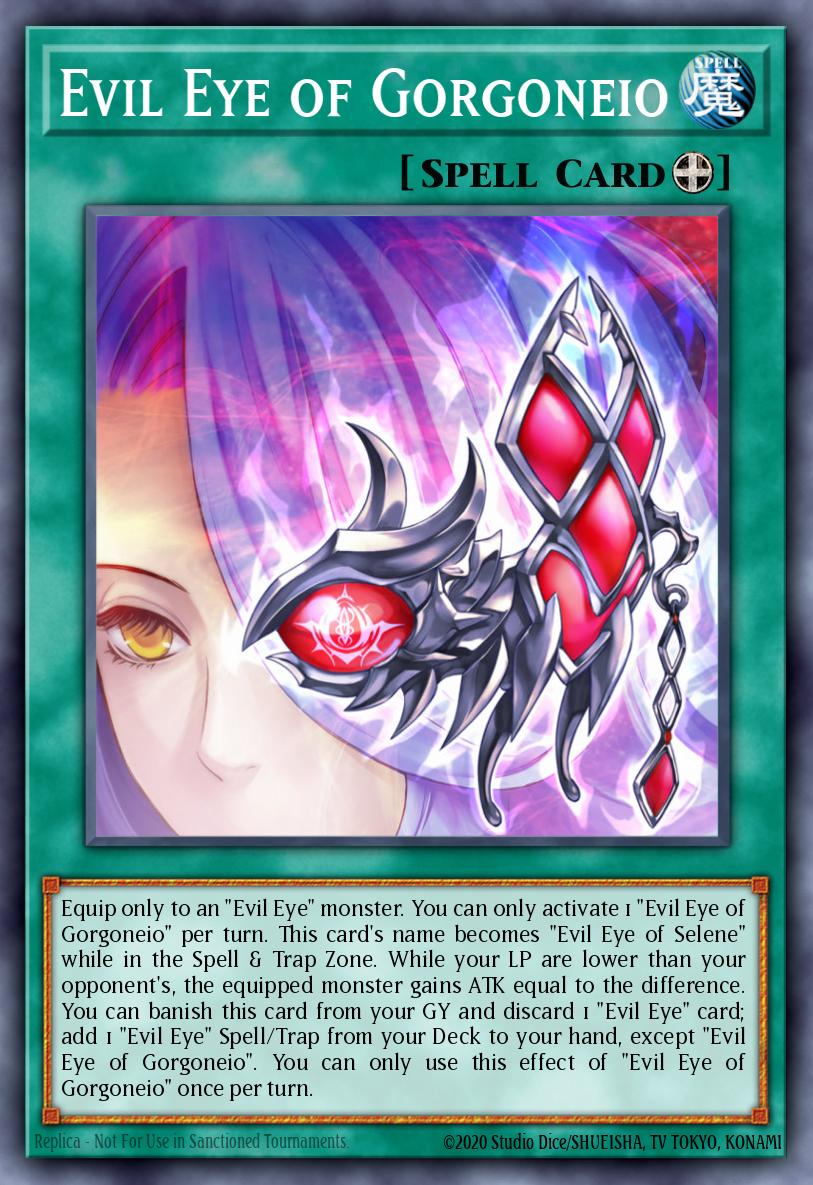 Evil Eye of Gorgoneio
SPELL
魔
[Spell Card]
Equip only to an "Evil Eye" monster. You can only activate 1 "Evil Eye of
Gorgoneio" per turn. This card's name becomes "Evil Eye of Selene"
while in the Spell & Trap Zone. While your LP are lower than your
opponent's, the equipped monster gains ATK equal to the difference.
You can banish this card from your GY and discard 1 "Evil Eye" card;
add 1 "Evil Eye" Spell/Trap from your Deck to your hand, except "Evil
Eye of Gorgoneio". You can only use this effect of "Evil Eye of
Gorgoneio" once per turn.
Replica - Not For Use in Sanctioned Tournaments.
©2020 Studio Dice/SHUEISHA, TV TOKYO, KONAMI